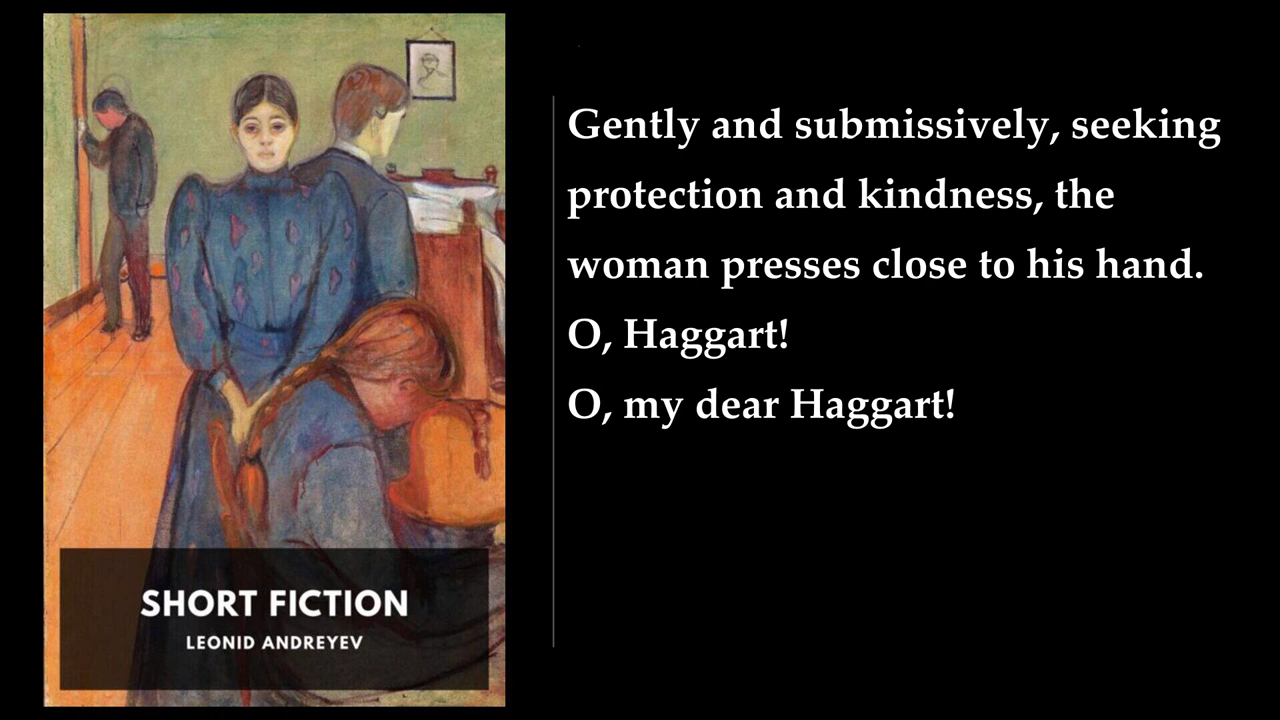 SHORT FICTION
LEONID ANDREYEV
Gently and submissively, seeking
protection and kindness, the
woman presses close to his hand.
O, Haggart!
O, my dear Haggart!